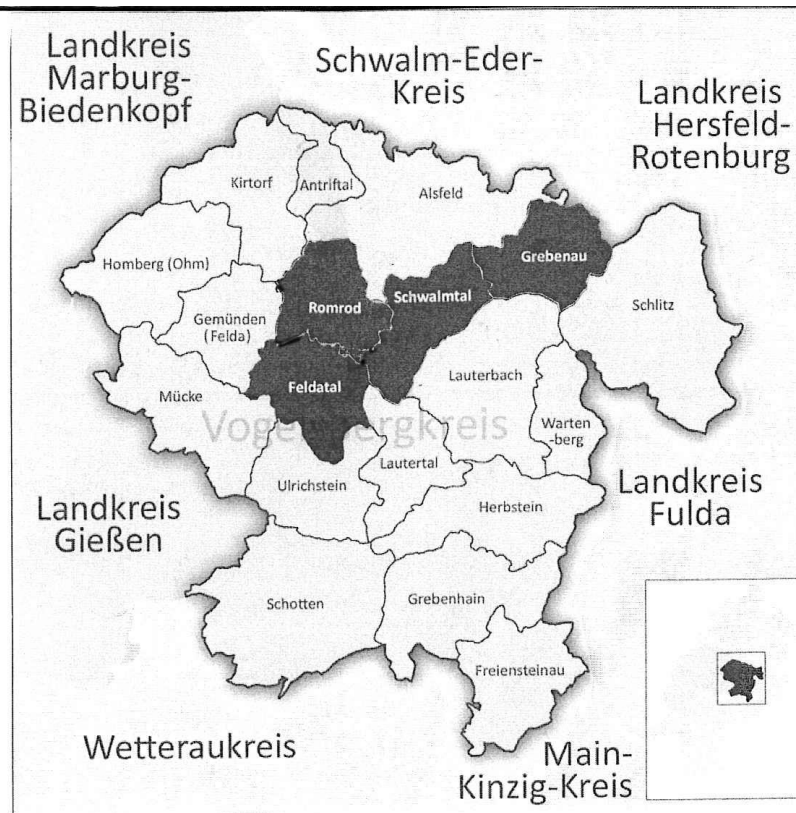 Landkreis
Marburg-
Biedenkopf
Schwalm-Eder-
Kreis
Landkreis
Hersfeld-
Rotenburg
Kirtorf
Antriftal
Alsfeld
Homberg (Ohm)
Grebenau
Romrod
Schwalmtal
Schlitz
Gemünden
(Felda)
Feldatal
Lauterbach
Mücke
Warten
-berg
Vogelsbergkreis
Lautertal
Ulrichstein
Landkreis
Gießen
Herbstein
Landkreis
Fulda
Schotten
Grebenhain
Freiensteinau
Wetteraukreis
Main-
Kinzig-Kreis